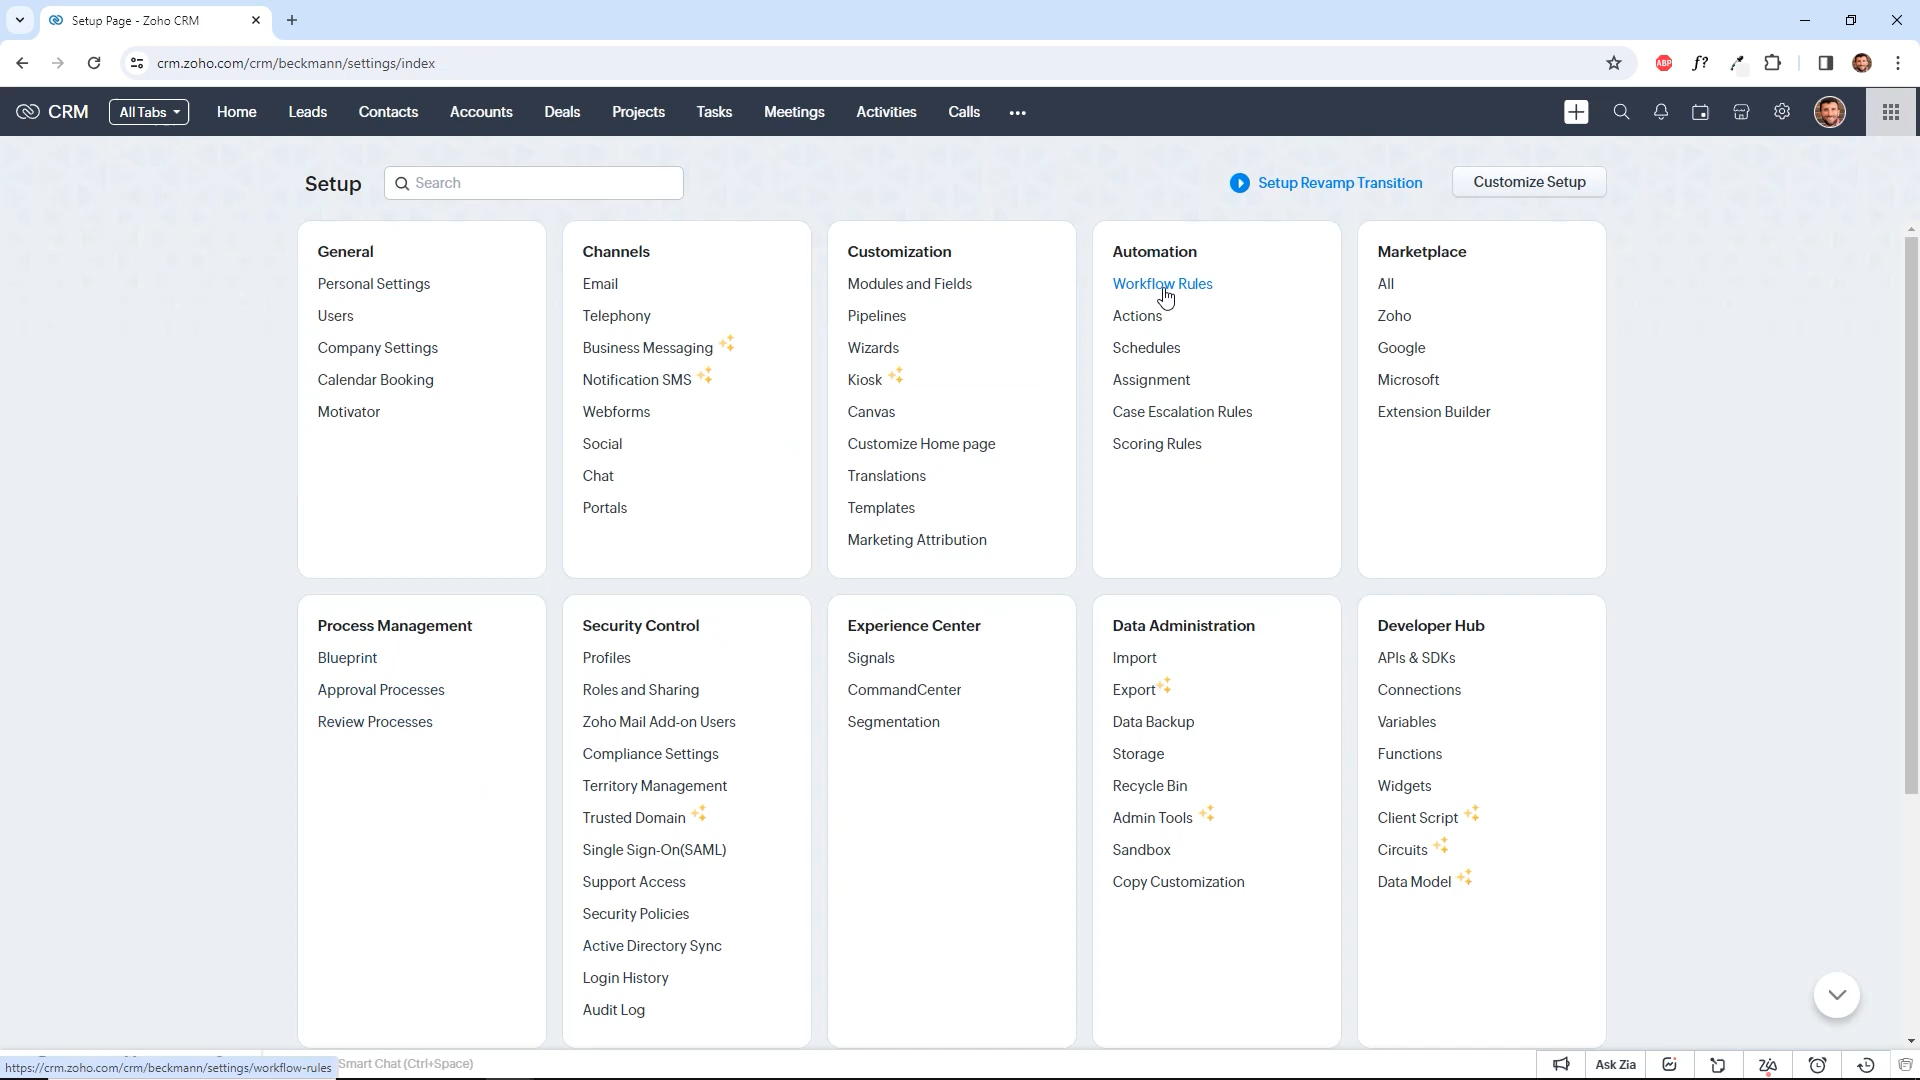 Setup Page - Zoho CRM
crm.zoho.com/crm/beckmann/settings/index
ABP
f?
CRM
All Tabs
Home
Leads
Contacts
Accounts
Deals
Projects
Tasks
Meetings
Activities
Calls
Setup
Search
Setup Revamp Transition
Customize Setup
General
Personal Settings
Users
Company Settings
Calendar Booking
Motivator
Channels
Email
Telephony
Business Messaging
Notification SMS
Webforms
Social
Chat
Portals
Customization
Modules and Fields
Pipelines
Wizards
Kiosk
Canvas
Customize Home page
Translations
Templates
Marketing Attribution
Automation
Workflow Rules
Actions
Schedules
Assignment
Case Escalation Rules
Scoring Rules
Marketplace
All
Zoho
Google
Microsoft
Extension Builder
Process Management
Blueprint
Approval Processes
Review Processes
Security Control
Profiles
Roles and Sharing
Zoho Mail Add-on Users
Compliance Settings
Territory Management
Trusted Domain
Single Sign-On(SAML)
Support Access
Security Policies
Active Directory Sync
Login History
Audit Log
Experience Center
Signals
CommandCenter
Segmentation
Data Administration
Import
Export
Data Backup
Storage
Recycle Bin
Admin Tools
Sandbox
Copy Customization
Developer Hub
APIs & SDKs
Connections
Variables
Functions
Widgets
Client Script
Circuits
Data Model
https://crm.zoho.com/crm/beckmann/settings/workflow-rules
Smart Chat (Ctrl+Space)
Ask Zia